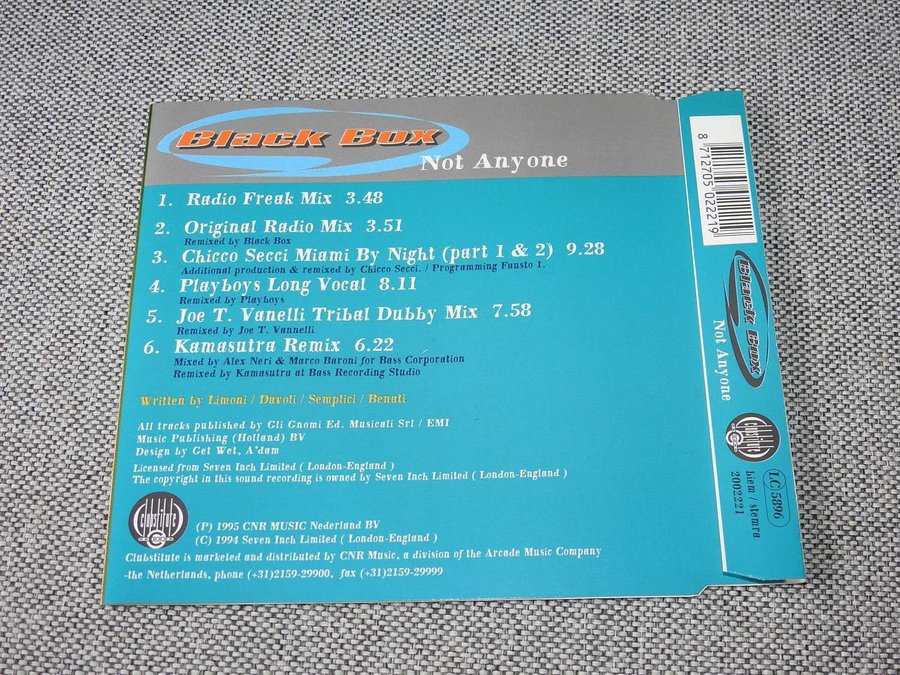 Black Box
Not Anyone
1. Radio Freak Mix 3.48
2. Original Radio Mix 3.51
Remixed by Black Box
3. Chicco Secci Miami By Night (part 1 & 2) 9.28
Additional production & remixed by Chicco Secci. / Programming Fausto 1.
4. Playboys Long Vocal 8.11
Remixed by Playboys
5. Joe T. Vanelli Tribal Dubby Mix 7.58
Remixed by Joe T. Vannelli
6. Kamasutra Remix 6.22
Mixed by Alex Neri & Marco Baroni for Bass Corporation
Remixed by Kamasutra at Bass Recording Studio
Written by Limoni / Davoli / Semplici / Benati
All tracks published by Gli Gnomi Ed. Musicali Srl / EMI
Music Publishing (Holland) BV
Design by Get Wet, A'dam
Licensed from Seven Inch Limited ( London-England )
The copyright in this sound recording is owned by Seven Inch Limited ( London-England )
Clubstitute
(P) 1995 CNR MUSIC Nederland BV
(C) 1994 Seven Inch Limited ( London-England )
Clubstitute is marketed and distributed by CNR Music, a division of the Arcade Music Company
-the Netherlands, phone (+31)2159-29900, fax (+31)2159-29999
8 712705 022219
Black Box
Not Anyone
Clubstitute
LC 5896
biem / stemra
2002221